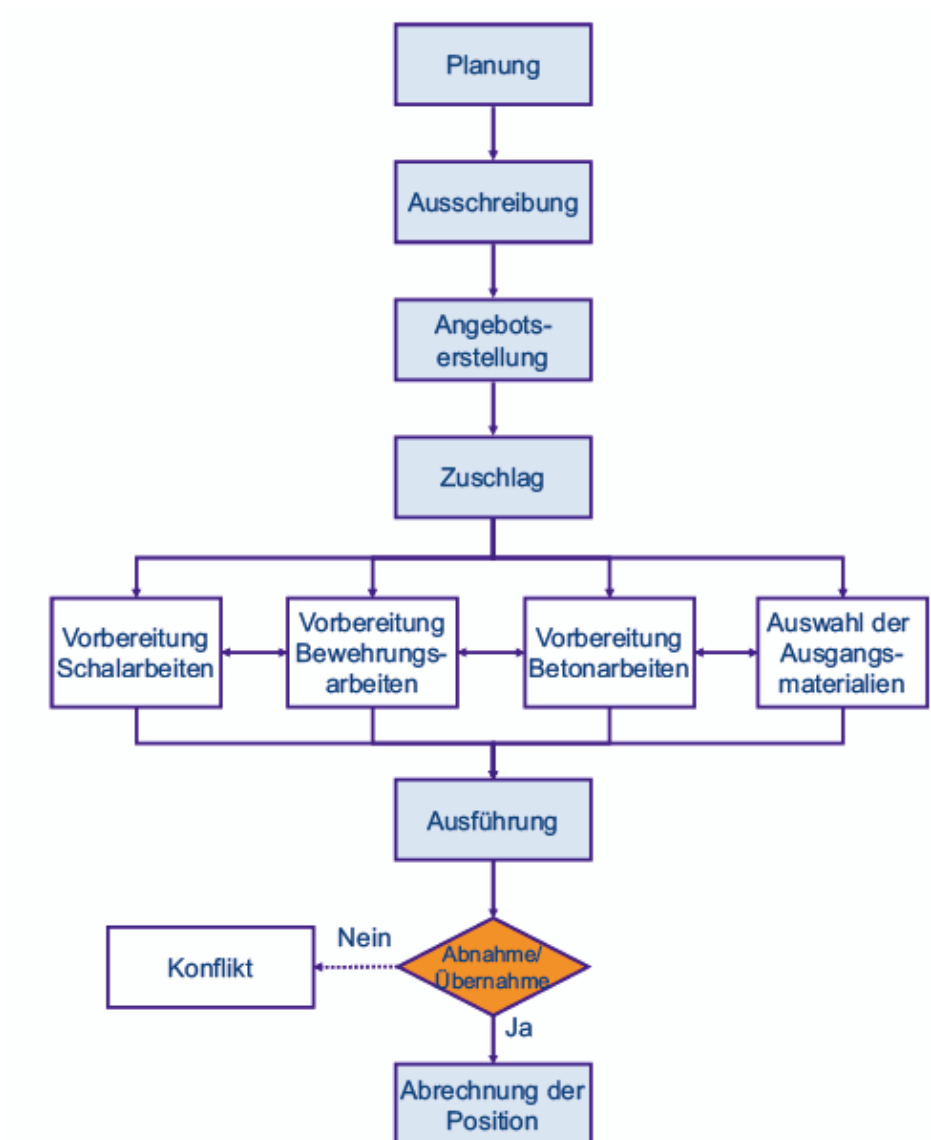 Planung
Ausschreibung
Angebots-
erstellung
Zuschlag
Vorbereitung
Schalarbeiten
Vorbereitung
Bewehrungs-
arbeiten
Vorbereitung
Betonarbeiten
Auswahl der
Ausgangs-
materialien
Ausführung
Nein
Konflikt
Abnahme/
Übernahme
Ja
Abrechnung der
Position